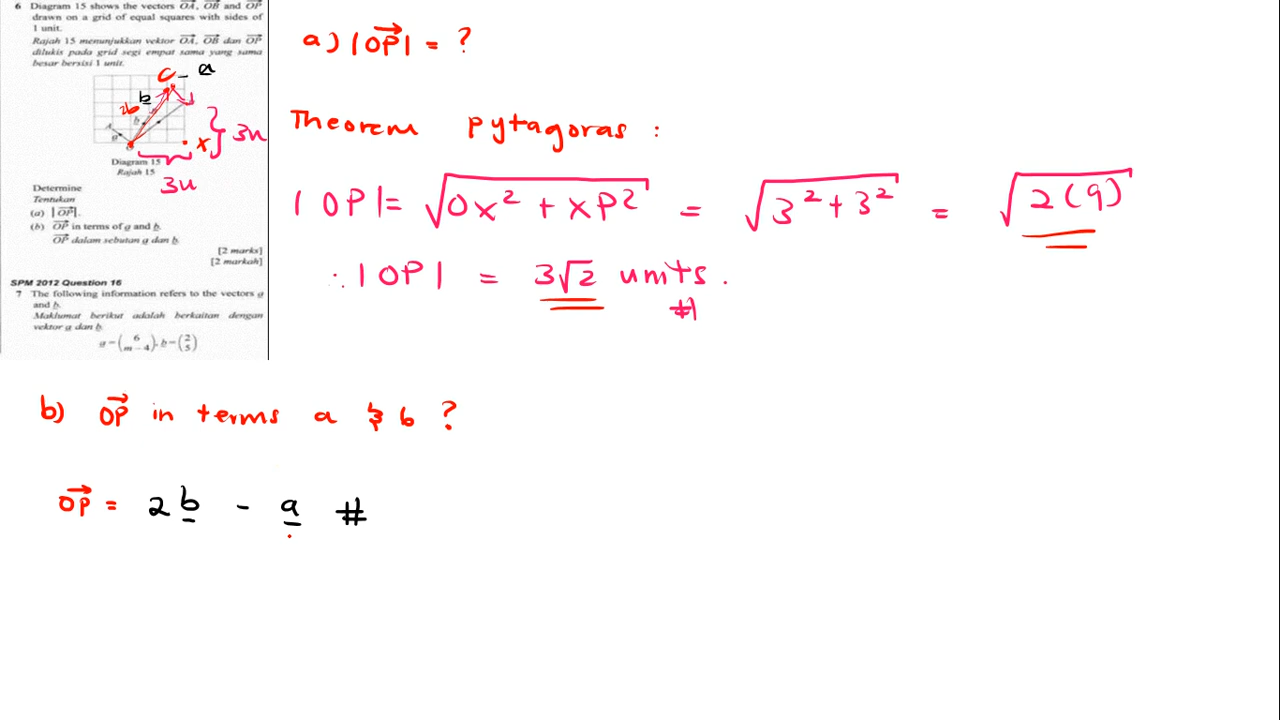 6 Diagram 15 shows the vectors OA, OB and OP
drawn on a grid of equal squares with sides of
1 unit.
Rajah 15 menunjukkan vektor OA, OB dan OP
dilukis pada grid segi empat sama yang sama
besar bersisi 1 unit.
C - a
b
2b
A
b
a
O
x
3u
Diagram 15
Rajah 15
3u
Determine
Tentukan
(a) |OP|.
(b) OP in terms of a and b.
OP dalam sebutan a dan b.
[2 marks]
[2 markah]
SPM 2012 Question 16
7 The following information refers to the vectors a
and b.
Maklumat berikut adalah berkaitan dengan
vektor a dan b.
a = (6 m - 4), b = (2 5)
a) |OP| = ?
Theorem pytagoras :
|OP| = √OX² + XP² = √3² + 3² = √2(9)
∴ |OP| = 3√2 units. #
b) OP in terms a & b ?
OP = 2b - a #